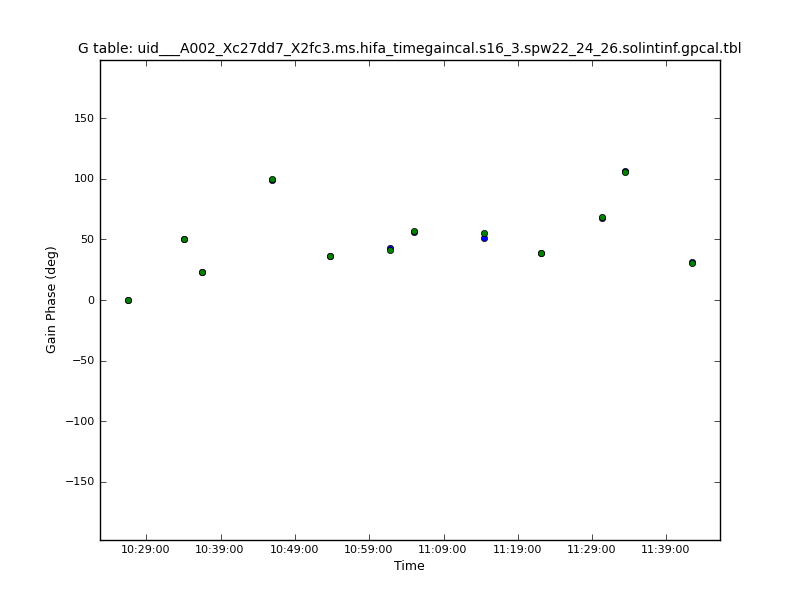 G table: uid___A002_Xc27dd7_X2fc3.ms.hifa_timegaincal.s16_3.spw22_24_26.solintinf.gpcal.tbl
150
100
50
0
−50
−100
−150
Gain Phase (deg)
10:29:00 10:39:00 10:49:00 10:59:00 11:09:00 11:19:00 11:29:00 11:39:00
Time